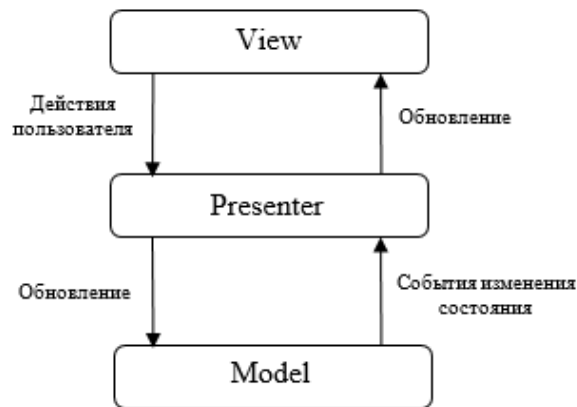 View
Действия
пользователя
Обновление
Presenter
Обновление
События изменения
состояния
Model